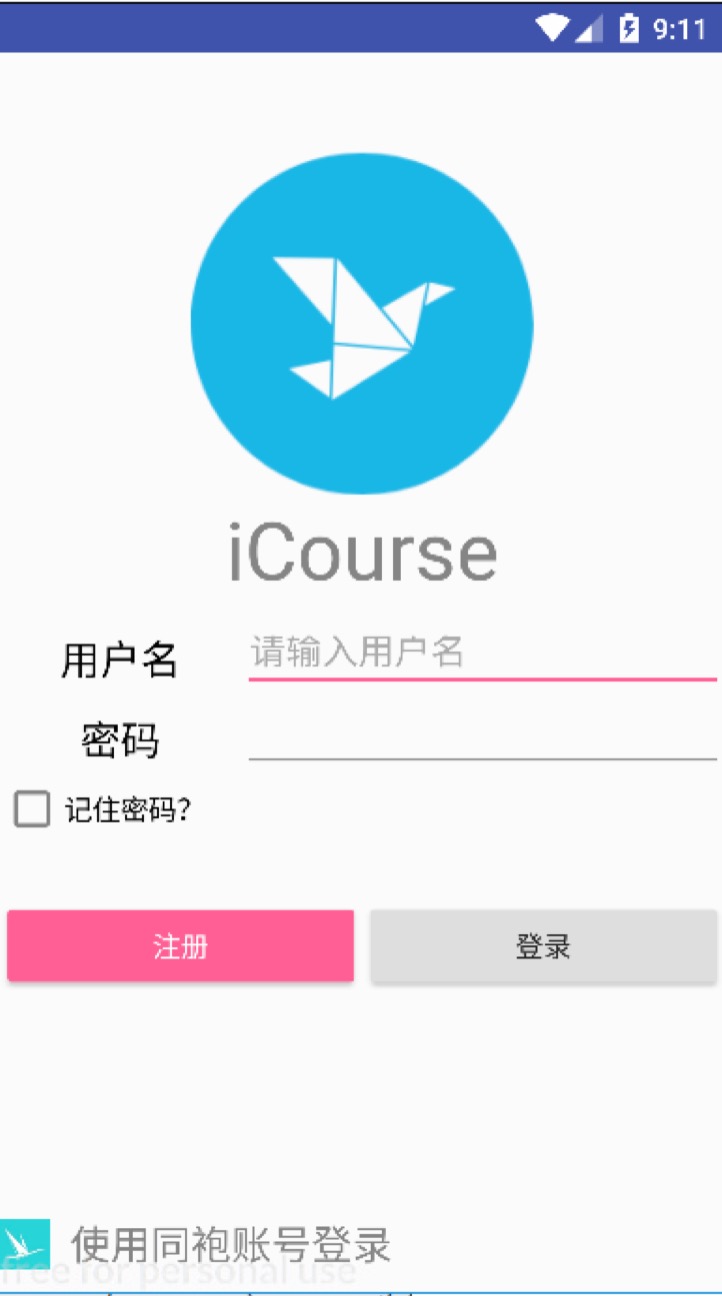 9:11
iCourse
用户名 请输入用户名
密码
记住密码?
注册 登录
使用同袍账号登录
free for personal use